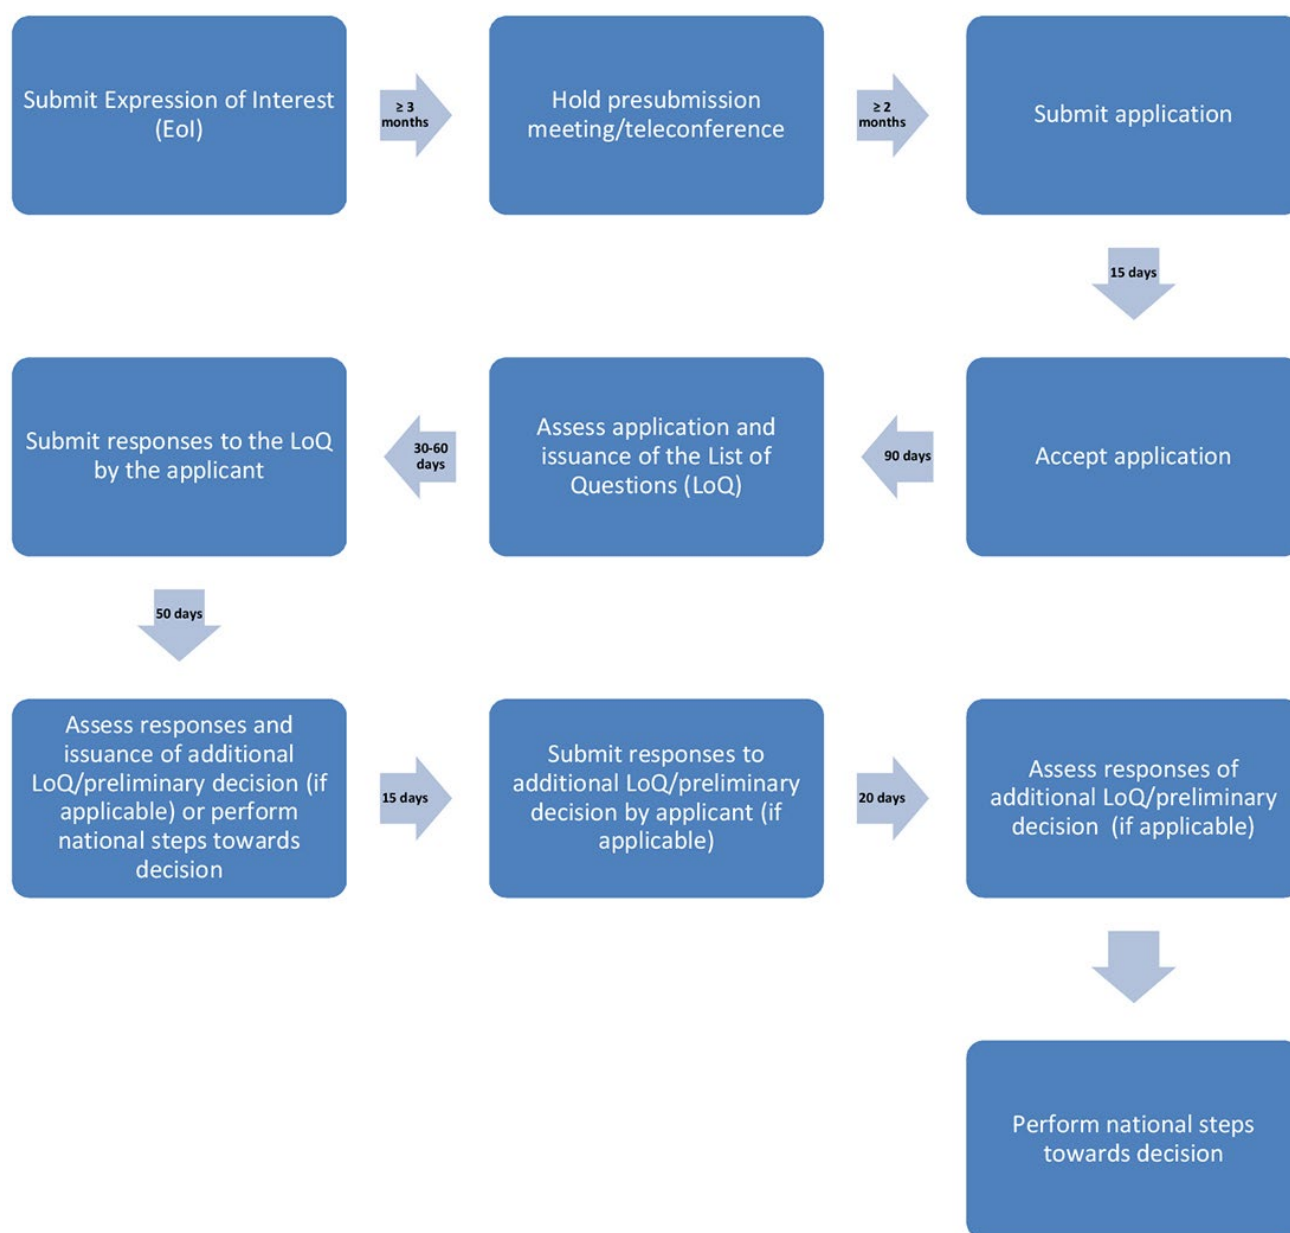 Submit Expression of Interest
(EoI)
≥ 3
months
Hold presubmission
meeting/teleconference
≥ 2
months
Submit application
15 days
Accept application
90 days
Assess application and
issuance of the List of
Questions (LoQ)
30-60
days
Submit responses to the LoQ
by the applicant
50 days
Assess responses and
issuance of additional
LoQ/preliminary decision (if
applicable) or perform
national steps towards
decision
15 days
Submit responses to
additional LoQ/preliminary
decision by applicant (if
applicable)
20 days
Assess responses of
additional LoQ/preliminary
decision (if applicable)
Perform national steps
towards decision